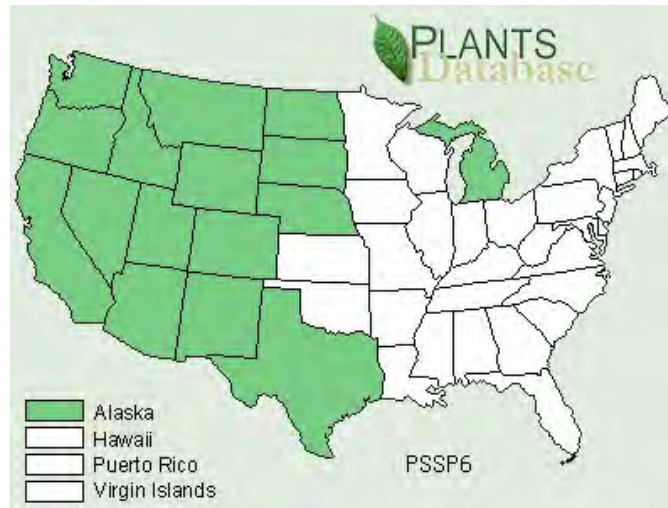 PLANTS
Database
Alaska
Hawaii
Puerto Rico
Virgin Islands
PSSP6